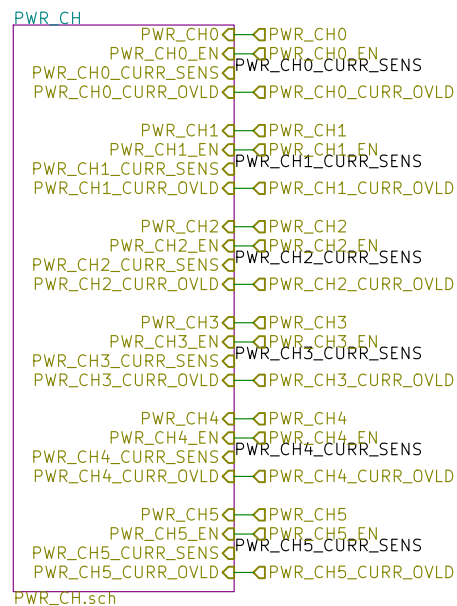 PWR_CH
PWR_CH0 PWR_CH0
PWR_CH0_EN PWR_CH0_EN
PWR_CH0_CURR_SENS PWR_CH0_CURR_SENS
PWR_CH0_CURR_OVLD PWR_CH0_CURR_OVLD
PWR_CH1 PWR_CH1
PWR_CH1_EN PWR_CH1_EN
PWR_CH1_CURR_SENS PWR_CH1_CURR_SENS
PWR_CH1_CURR_OVLD PWR_CH1_CURR_OVLD
PWR_CH2 PWR_CH2
PWR_CH2_EN PWR_CH2_EN
PWR_CH2_CURR_SENS PWR_CH2_CURR_SENS
PWR_CH2_CURR_OVLD PWR_CH2_CURR_OVLD
PWR_CH3 PWR_CH3
PWR_CH3_EN PWR_CH3_EN
PWR_CH3_CURR_SENS PWR_CH3_CURR_SENS
PWR_CH3_CURR_OVLD PWR_CH3_CURR_OVLD
PWR_CH4 PWR_CH4
PWR_CH4_EN PWR_CH4_EN
PWR_CH4_CURR_SENS PWR_CH4_CURR_SENS
PWR_CH4_CURR_OVLD PWR_CH4_CURR_OVLD
PWR_CH5 PWR_CH5
PWR_CH5_EN PWR_CH5_EN
PWR_CH5_CURR_SENS PWR_CH5_CURR_SENS
PWR_CH5_CURR_OVLD PWR_CH5_CURR_OVLD
PWR_CH.sch